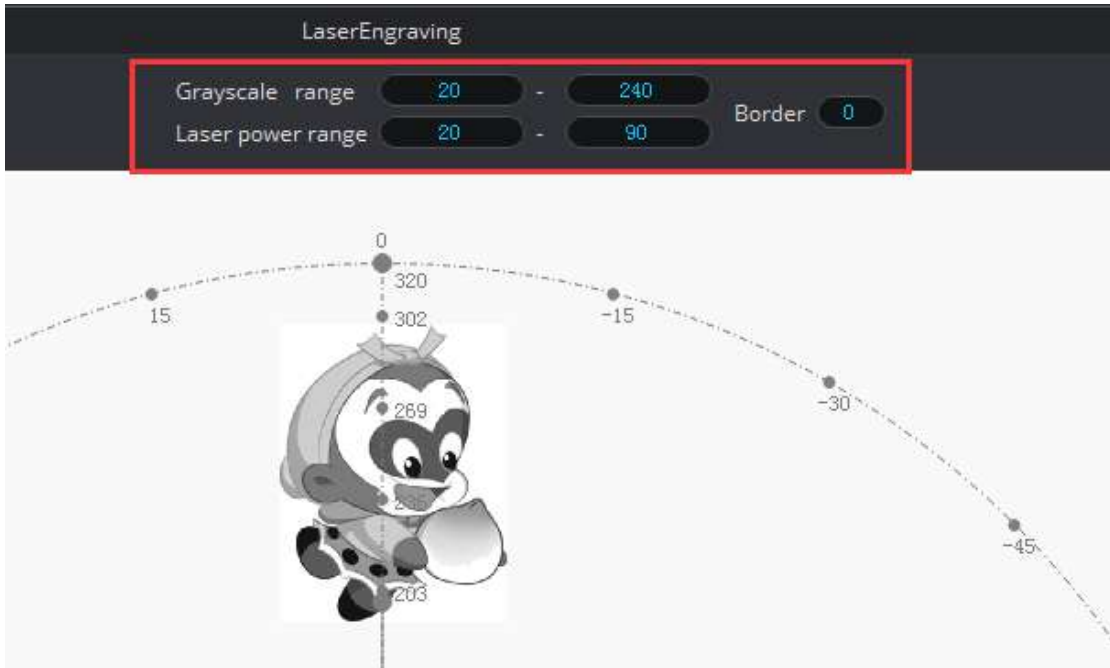 LaserEngraving
Grayscale range 20 - 240
Border 0
Laser power range 20 - 90
0
320
15
302
-15
269
-30
235
-45
203